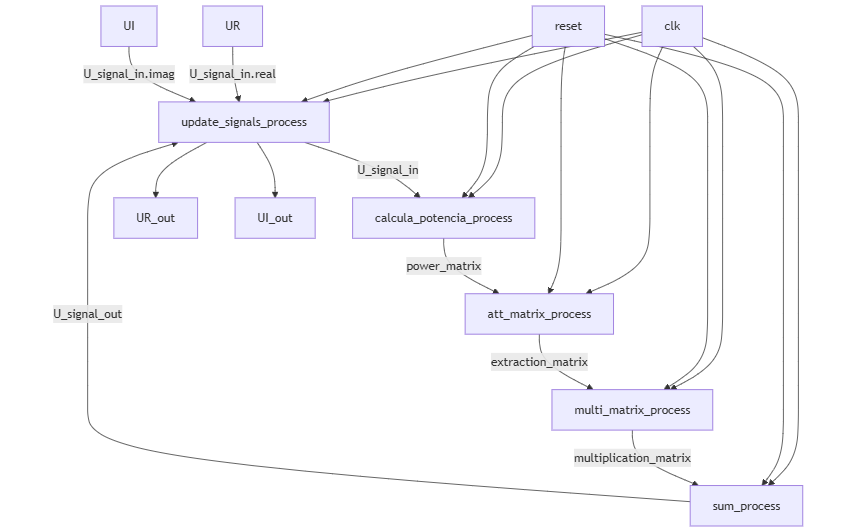 UI
UR
reset
clk
U_signal_in.imag
U_signal_in.real
update_signals_process
U_signal_in
UR_out
UI_out
calcula_potencia_process
power_matrix
U_signal_out
att_matrix_process
extraction_matrix
multi_matrix_process
multiplication_matrix
sum_process